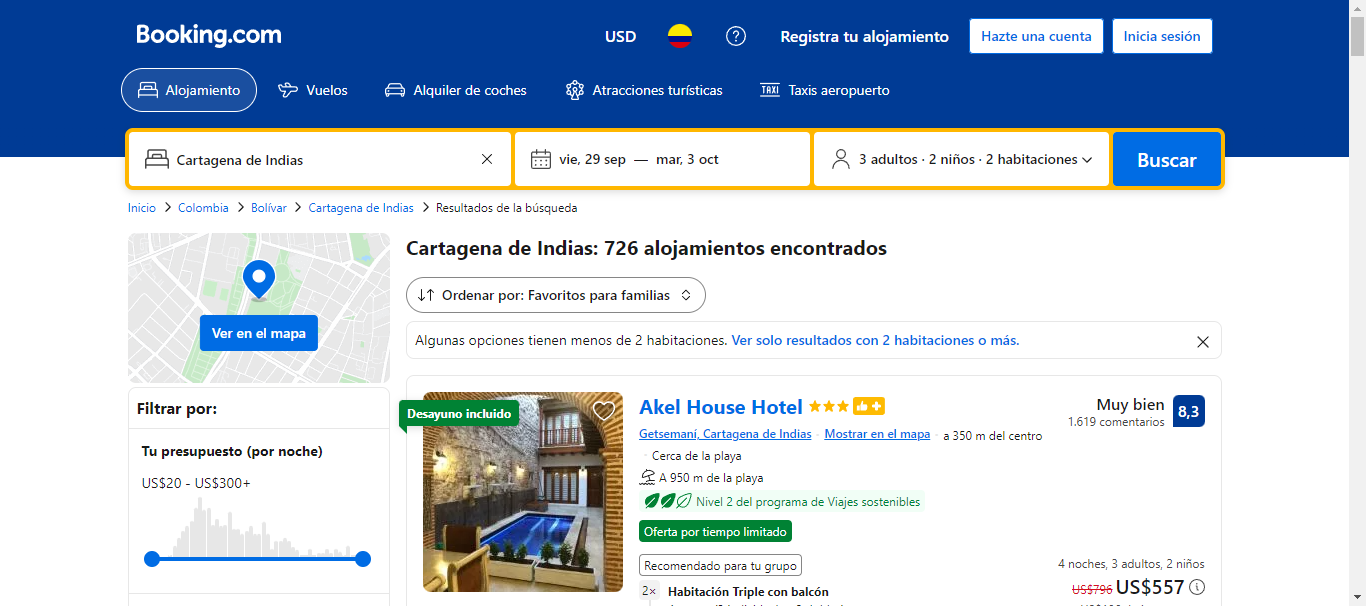 Booking.com
USD
Registra tu alojamiento
Hazte una cuenta
Inicia sesión
Alojamiento
Vuelos
Alquiler de coches
Atracciones turísticas
TAXI
Taxis aeropuerto
Cartagena de Indias
vie, 29 sep — mar, 3 oct
3 adultos · 2 niños · 2 habitaciones
Buscar
Inicio > Colombia > Bolívar > Cartagena de Indias > Resultados de la búsqueda
Ver en el mapa
Filtrar por:
Tu presupuesto (por noche)
US$20 - US$300+
Cartagena de Indias: 726 alojamientos encontrados
Ordenar por: Favoritos para familias
Algunas opciones tienen menos de 2 habitaciones. Ver solo resultados con 2 habitaciones o más.
Desayuno incluido
Akel House Hotel
Muy bien
1.619 comentarios
8,3
Getsemaní, Cartagena de Indias · Mostrar en el mapa · a 350 m del centro
· Cerca de la playa
A 950 m de la playa
Nivel 2 del programa de Viajes sostenibles
Oferta por tiempo limitado
Recomendado para tu grupo
2× Habitación Triple con balcón
4 noches, 3 adultos, 2 niños
US$796 US$557